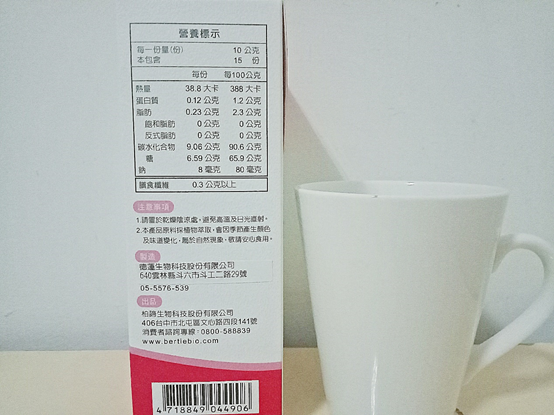 營養標示
每一份量(份) 10 公克
本包含 15 份
每份 每100公克
熱量 38.8 大卡 388 大卡
蛋白質 0.12 公克 1.2 公克
脂肪 0.23 公克 2.3 公克
飽和脂肪 0 公克 0 公克
反式脂肪 0 公克 0 公克
碳水化合物 9.06 公克 90.6 公克
糖 6.59 公克 65.9 公克
鈉 8 毫克 80 毫克
膳食纖維 0.3 公克以上
注意事項
1.請置於乾燥陰涼處,避免高溫及日光直射。
2.本產品原料採植物萃取,會因季節產生顏色
及味道變化,屬於自然現象,敬請安心食用。
製造
生物科技股份有限公司
640雲林縣斗六市斗工二路29號
05-5576-539
出品
柏諦生物科技股份有限公司
406台中市北屯區文心路四段141號
消費者諮詢專線:0800-588839
www.bertiebio.com
4 718849 044906